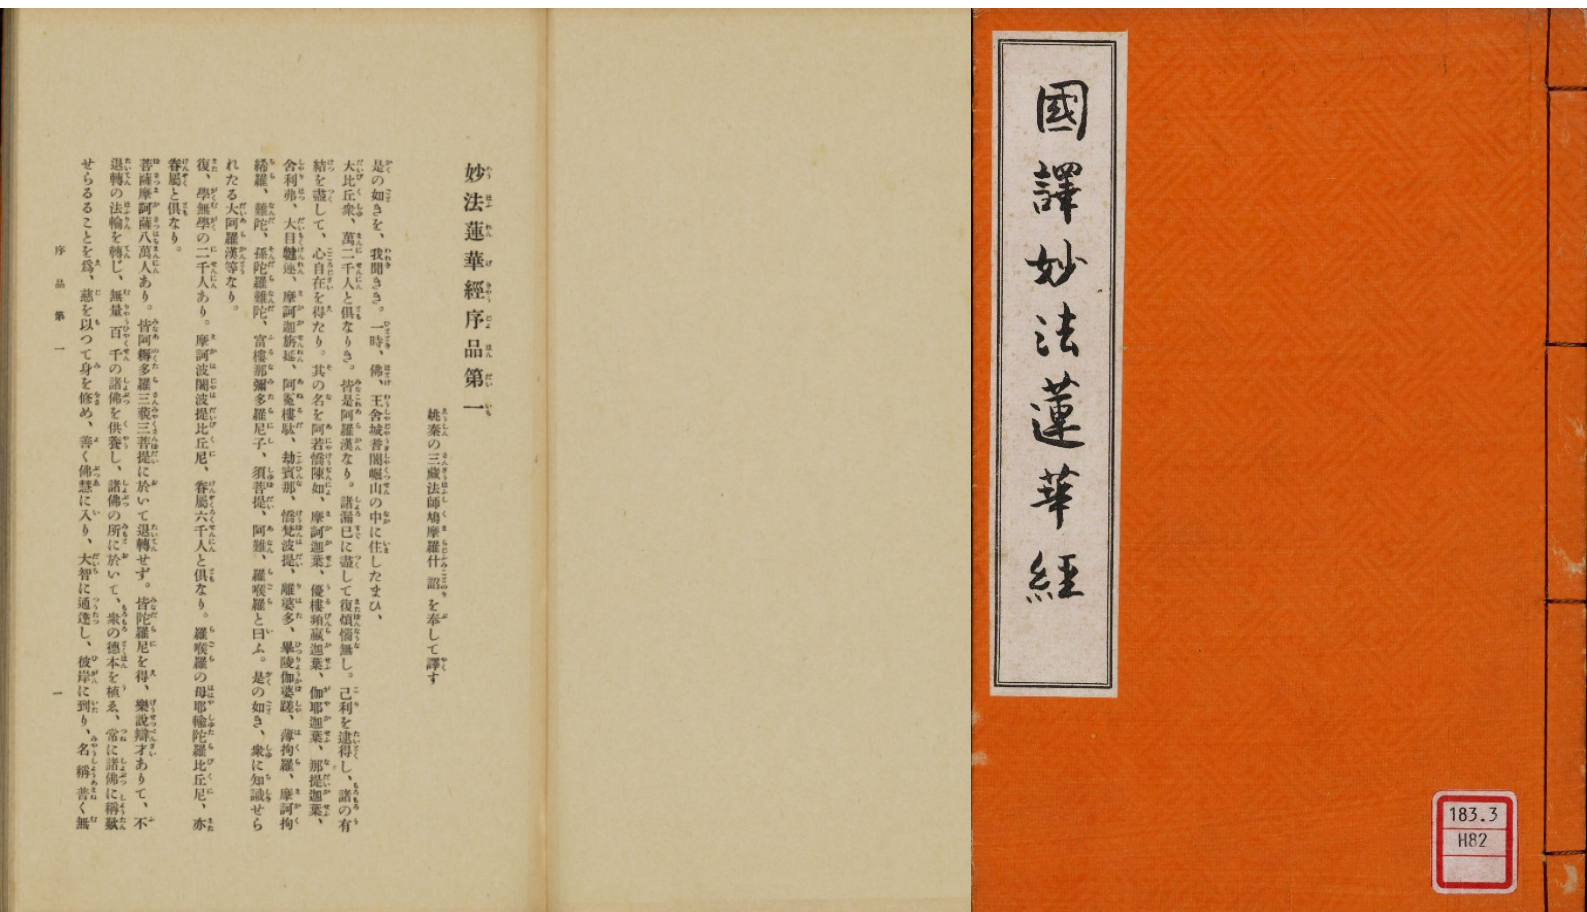 國譯妙法蓮華經
183.3
H82
妙法蓮華經序品第一
姚秦の三藏法師鳩摩羅什詔を奉して譯す
是の如きを、我聞きき。一時、佛、王舍城耆闍崛山の中に住したまひ、
大比丘衆、萬二千人と俱なりき。皆是阿羅漢なり。諸漏已に盡して復煩惱無し。己利を逮得し、諸の有
結を盡して、心自在を得たり。其の名を阿若憍陳如、摩訶迦葉、優樓頻嬴迦葉、伽耶迦葉、那提迦葉、
舍利弗、大目犍連、摩訶迦旃延、阿㝹樓馱、劫賓那、憍梵波提、離婆多、畢陵伽婆蹉、薄拘羅、摩訶拘
絺羅、難陀、孫陀羅難陀、富樓那彌多羅尼子、須菩提、阿難、羅睺羅と曰ふ。是の如き、衆に知識せら
れたる大阿羅漢等なり。
復、學無學の二千人あり。摩訶波闍波提比丘尼、眷屬六千人と俱なり。羅睺羅の母耶輸陀羅比丘尼、亦
眷屬と俱なり。
菩薩摩訶薩八萬人あり。皆阿耨多羅三藐三菩提に於いて退轉せず。皆陀羅尼を得、樂說辯才ありて、不
退轉の法輪を轉じ、無量百千の諸佛を供養し、諸佛の所に於いて、衆の德本を植ゑ、常に諸佛に稱歎
せらるることを爲、慈を以つて身を修め、善く佛慧に入り、大智に通達し、彼岸に到り、名稱普く無
序品第一
一